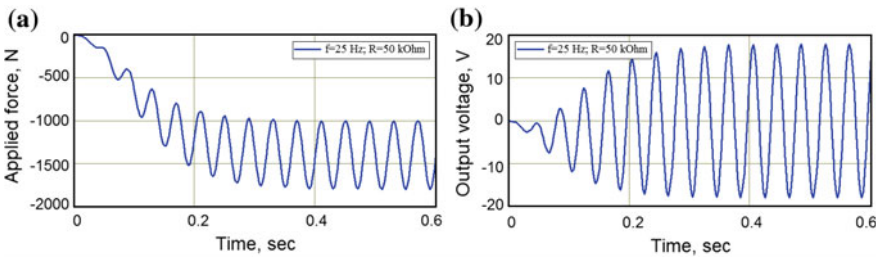 (a)
Applied force, N
0
-500
-1000
-1500
-2000
f=25 Hz; R=50 kOhm
0
0.2
0.4
0.6
Time, sec
(b)
Output voltage, V
20
10
0
-10
-20
f=25 Hz; R=50 kOhm
0
0.2
0.4
0.6
Time, sec